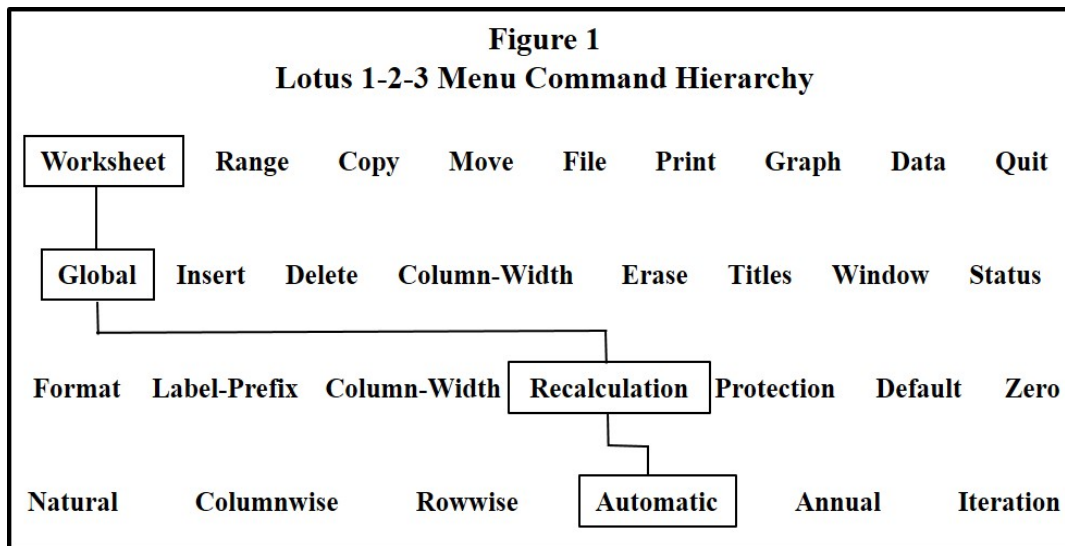 Figure 1
Lotus 1-2-3 Menu Command Hierarchy
Worksheet Range Copy Move File Print Graph Data Quit
Global Insert Delete Column-Width Erase Titles Window Status
Format Label-Prefix Column-Width Recalculation Protection Default Zero
Natural Columnwise Rowwise Automatic Annual Iteration